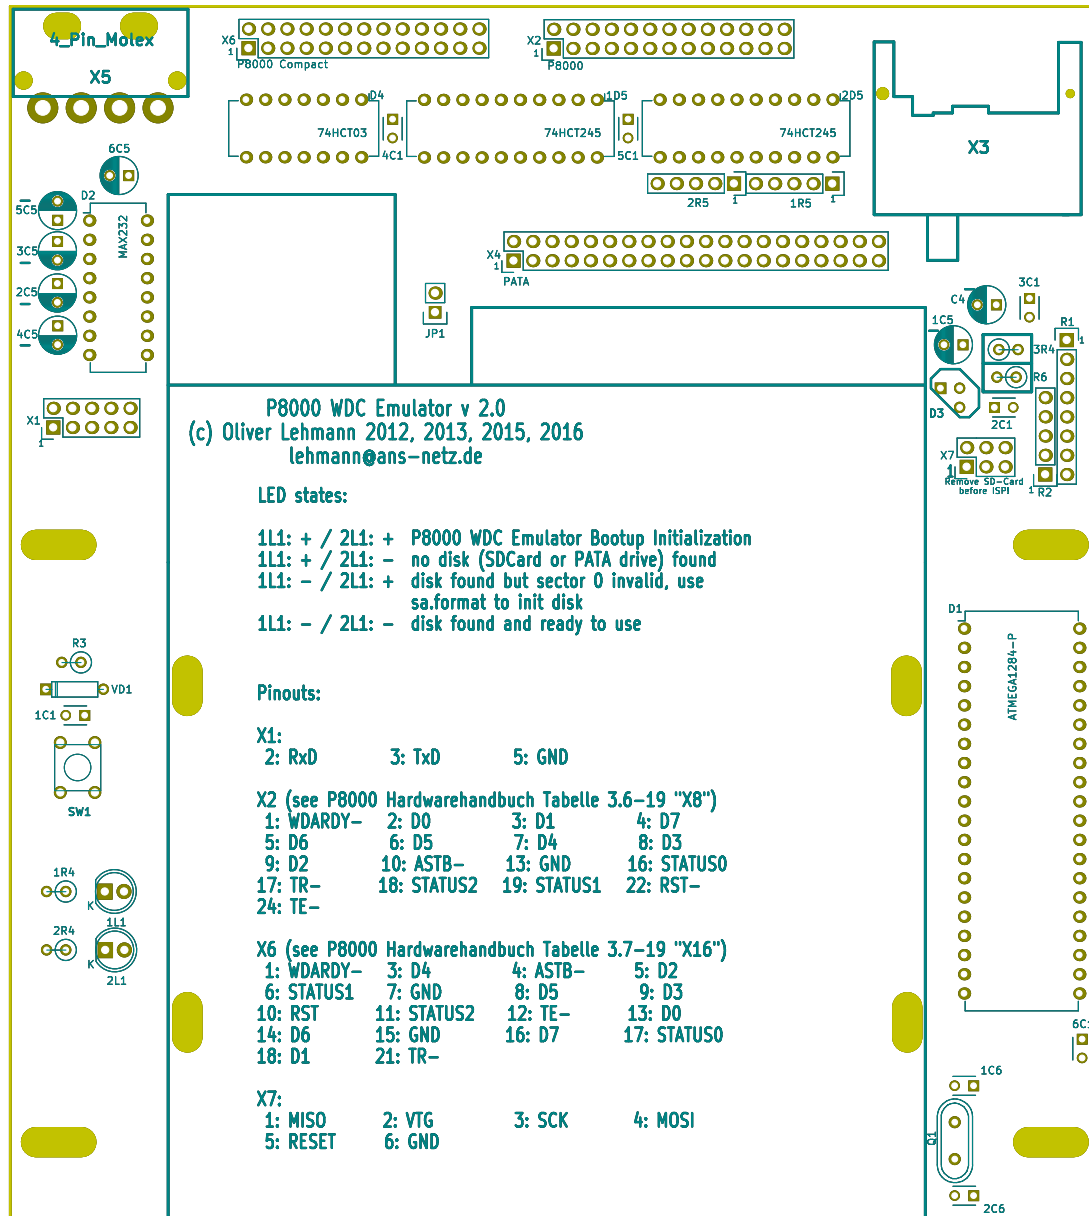 4_Pin_Molex
X5
X6
1
P8000 Compact
X2
1
P8000
D4
74HCT03
4C1
1D5
74HCT245
5C1
2D5
74HCT245
X3
6C5
D2
MAX232
5C5
3C5
2C5
4C5
2R5
1
1R5
1
X4
1
PATA
JP1
C4
3C1
1C5
R1
1
3R4
R6
D3
2C1
X7
1
Remove SD-Card
before ISP!
1
R2
X1
1
P8000 WDC Emulator v 2.0
(c) Oliver Lehmann 2012, 2013, 2015, 2016
lehmann@ans-netz.de
LED states:
1L1: + / 2L1: + P8000 WDC Emulator Bootup Initialization
1L1: + / 2L1: - no disk (SDCard or PATA drive) found
1L1: - / 2L1: + disk found but sector 0 invalid, use
sa.format to init disk
1L1: - / 2L1: - disk found and ready to use
D1
ATMEGA1284-P
R3
VD1
1C1
SW1
1R4
K
1L1
2R4
K
2L1
Pinouts:
X1:
2: RxD 3: TxD 5: GND
X2 (see P8000 Hardwarehandbuch Tabelle 3.6-19 "X8")
1: WDARDY- 2: D0 3: D1 4: D7
5: D6 6: D5 7: D4 8: D3
9: D2 10: ASTB- 13: GND 16: STATUS0
17: TR- 18: STATUS2 19: STATUS1 22: RST-
24: TE-
X6 (see P8000 Hardwarehandbuch Tabelle 3.7-19 "X16")
1: WDARDY- 3: D4 4: ASTB- 5: D2
6: STATUS1 7: GND 8: D5 9: D3
10: RST 11: STATUS2 12: TE- 13: D0
14: D6 15: GND 16: D7 17: STATUS0
18: D1 21: TR-
X7:
1: MISO 2: VTG 3: SCK 4: MOSI
5: RESET 6: GND
6C1
1C6
Q1
2C6